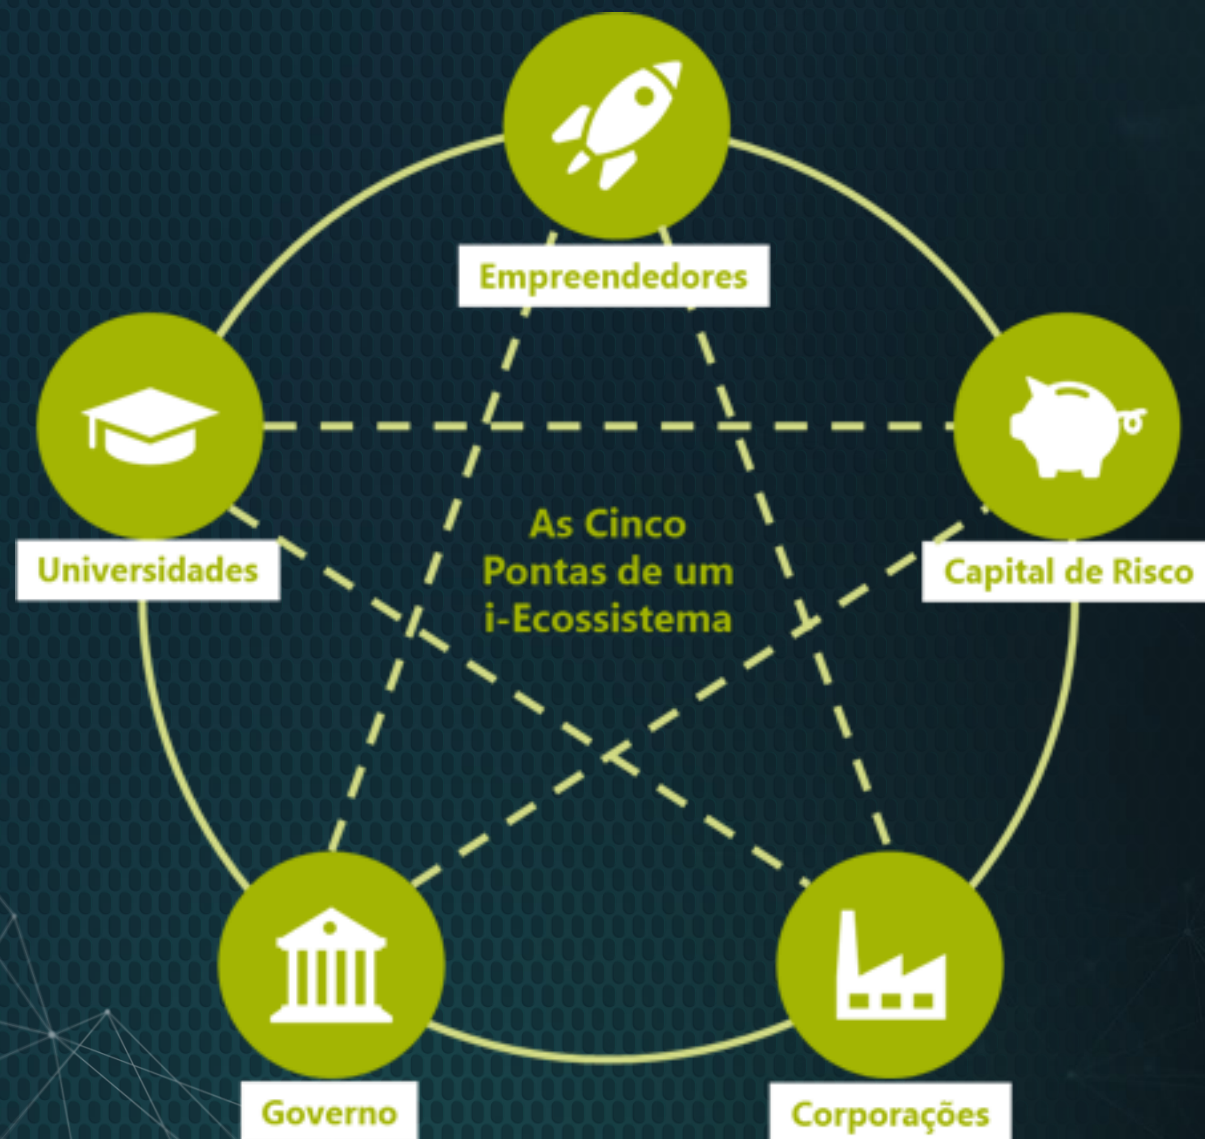 Empreendedores
As Cinco
Pontas de um
i-Ecossistema
Universidades
Capital de Risco
Governo
Corporações